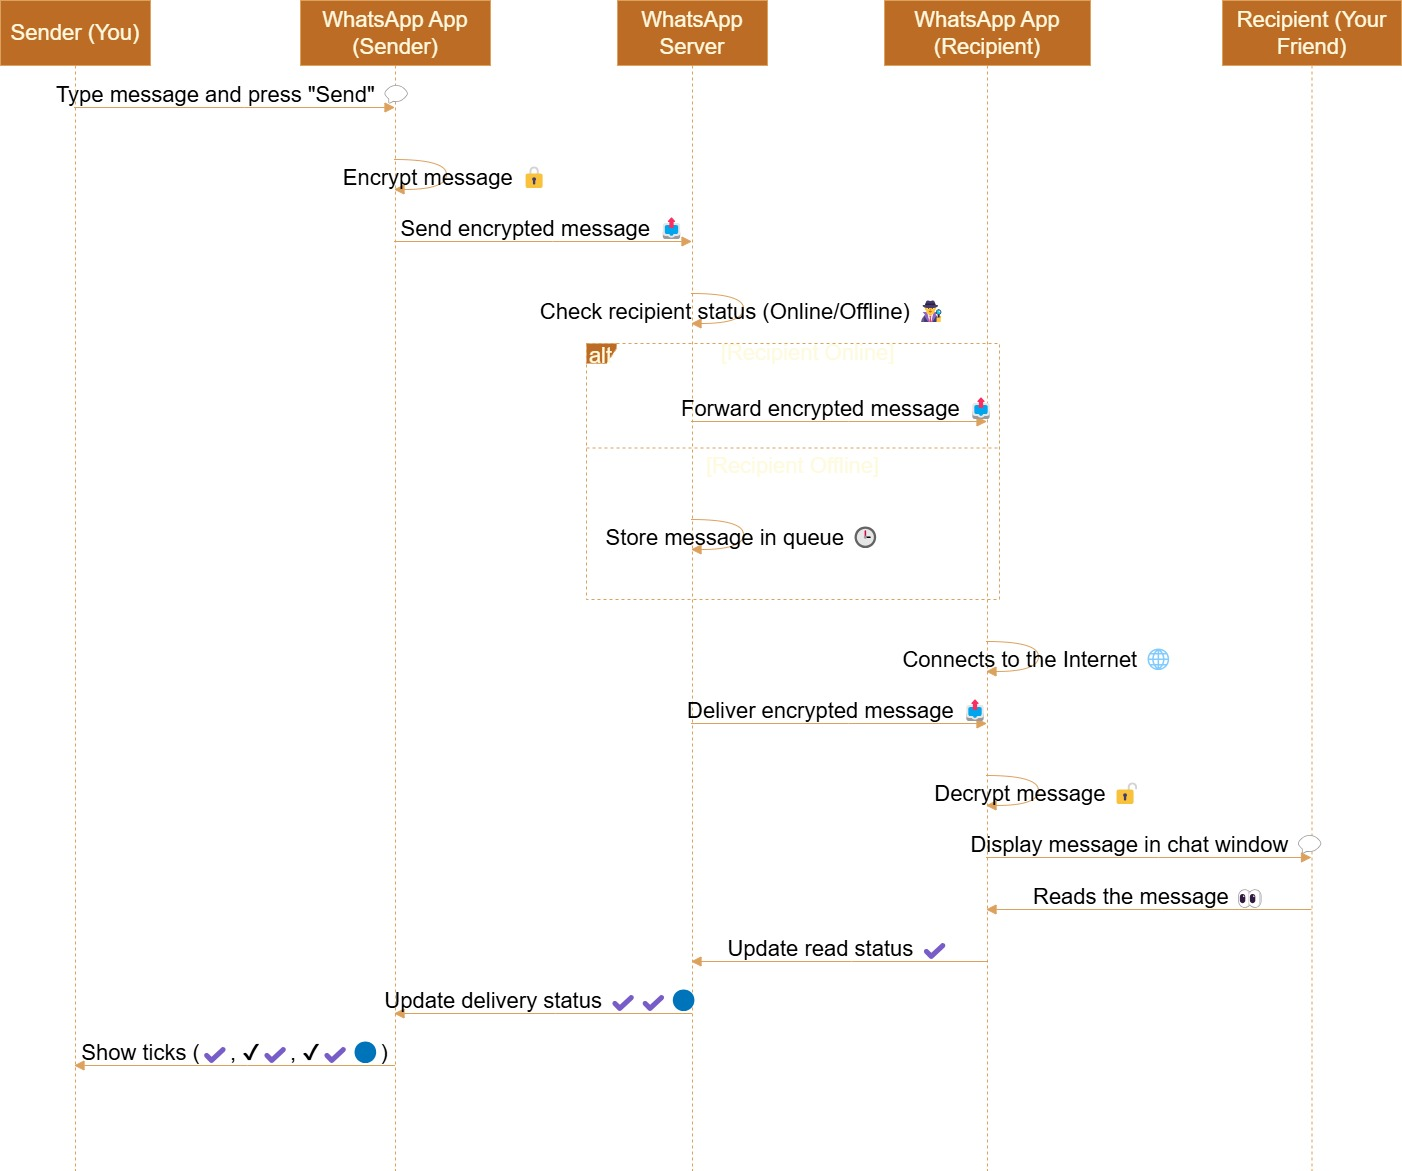 Sender (You)
WhatsApp App
(Sender)
WhatsApp
Server
WhatsApp App
(Recipient)
Recipient (Your
Friend)
Type message and press "Send" 💬
Encrypt message 🔒
Send encrypted message 📤
Check recipient status (Online/Offline) 🕵️
alt
[Recipient Online]
Forward encrypted message 📤
[Recipient Offline]
Store message in queue 🕒
Connects to the Internet 🌐
Deliver encrypted message 📤
Decrypt message 🔓
Display message in chat window 💬
Reads the message 👀
Update read status ✔
Update delivery status ✔ ✔ 🔵
Show ticks (✔, ✓✔, ✓✔🔵)